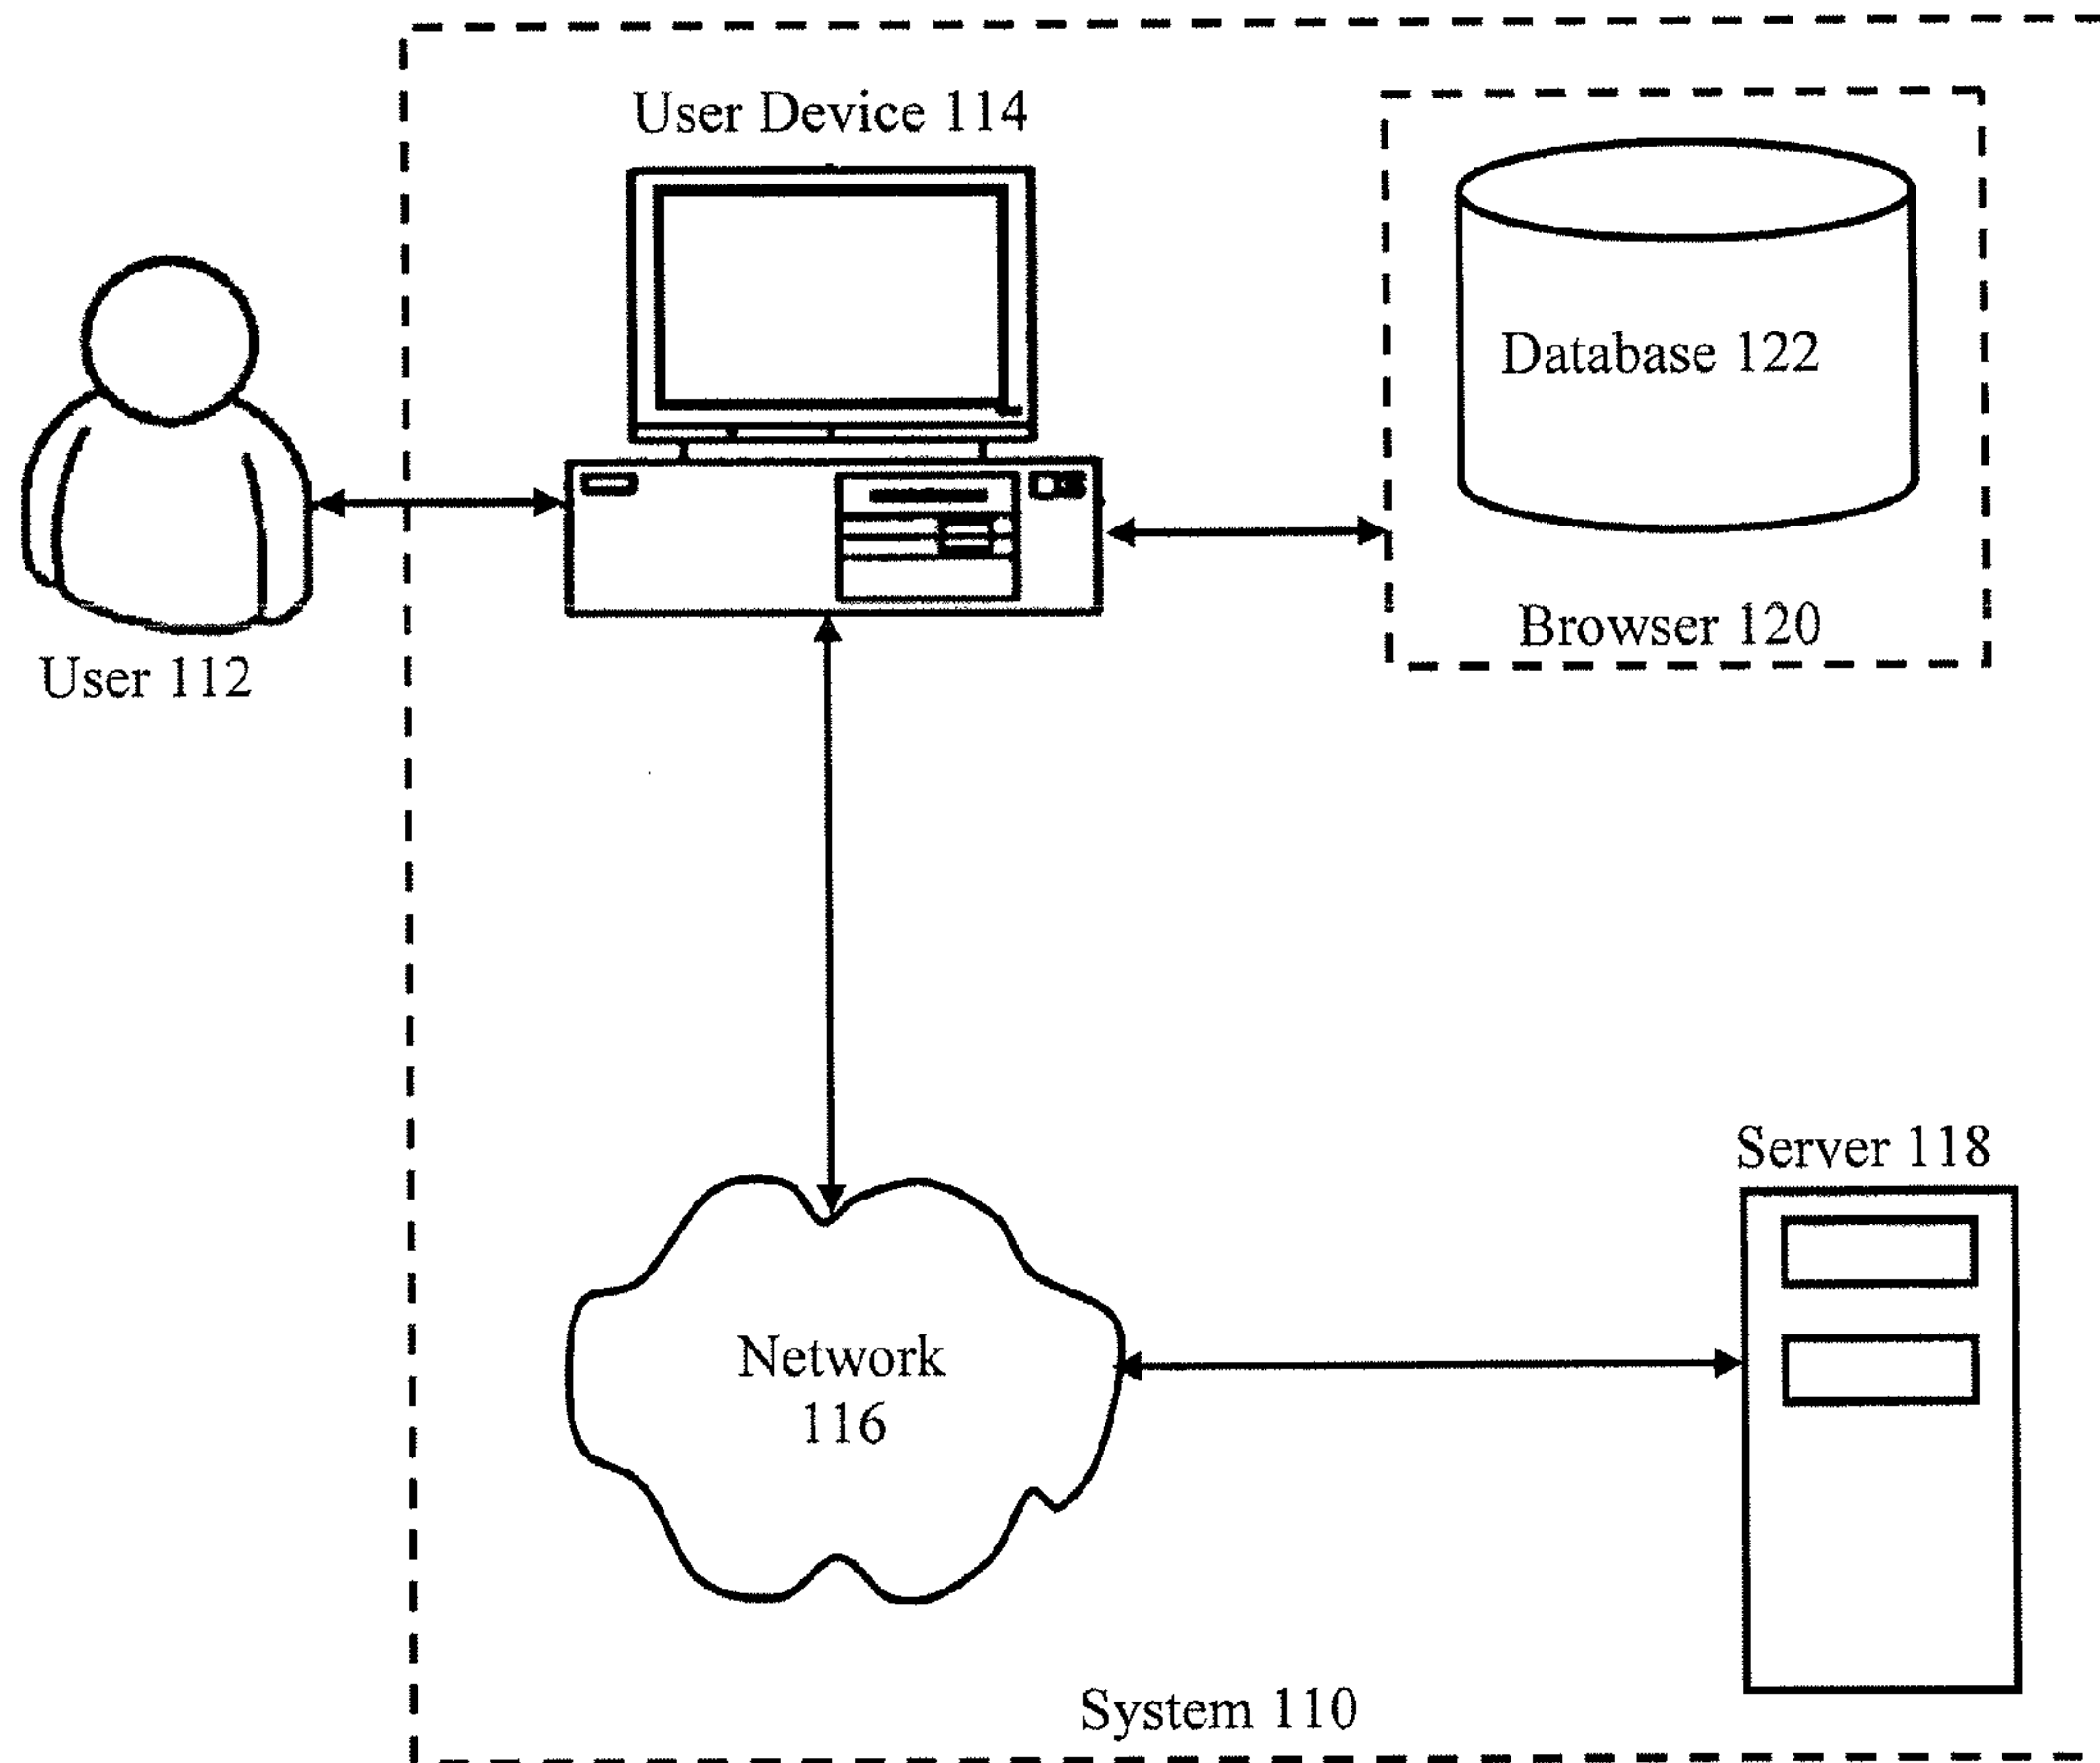 User Device 114
Database 122
Browser 120
User 112
Server 118
Network
116
System 110